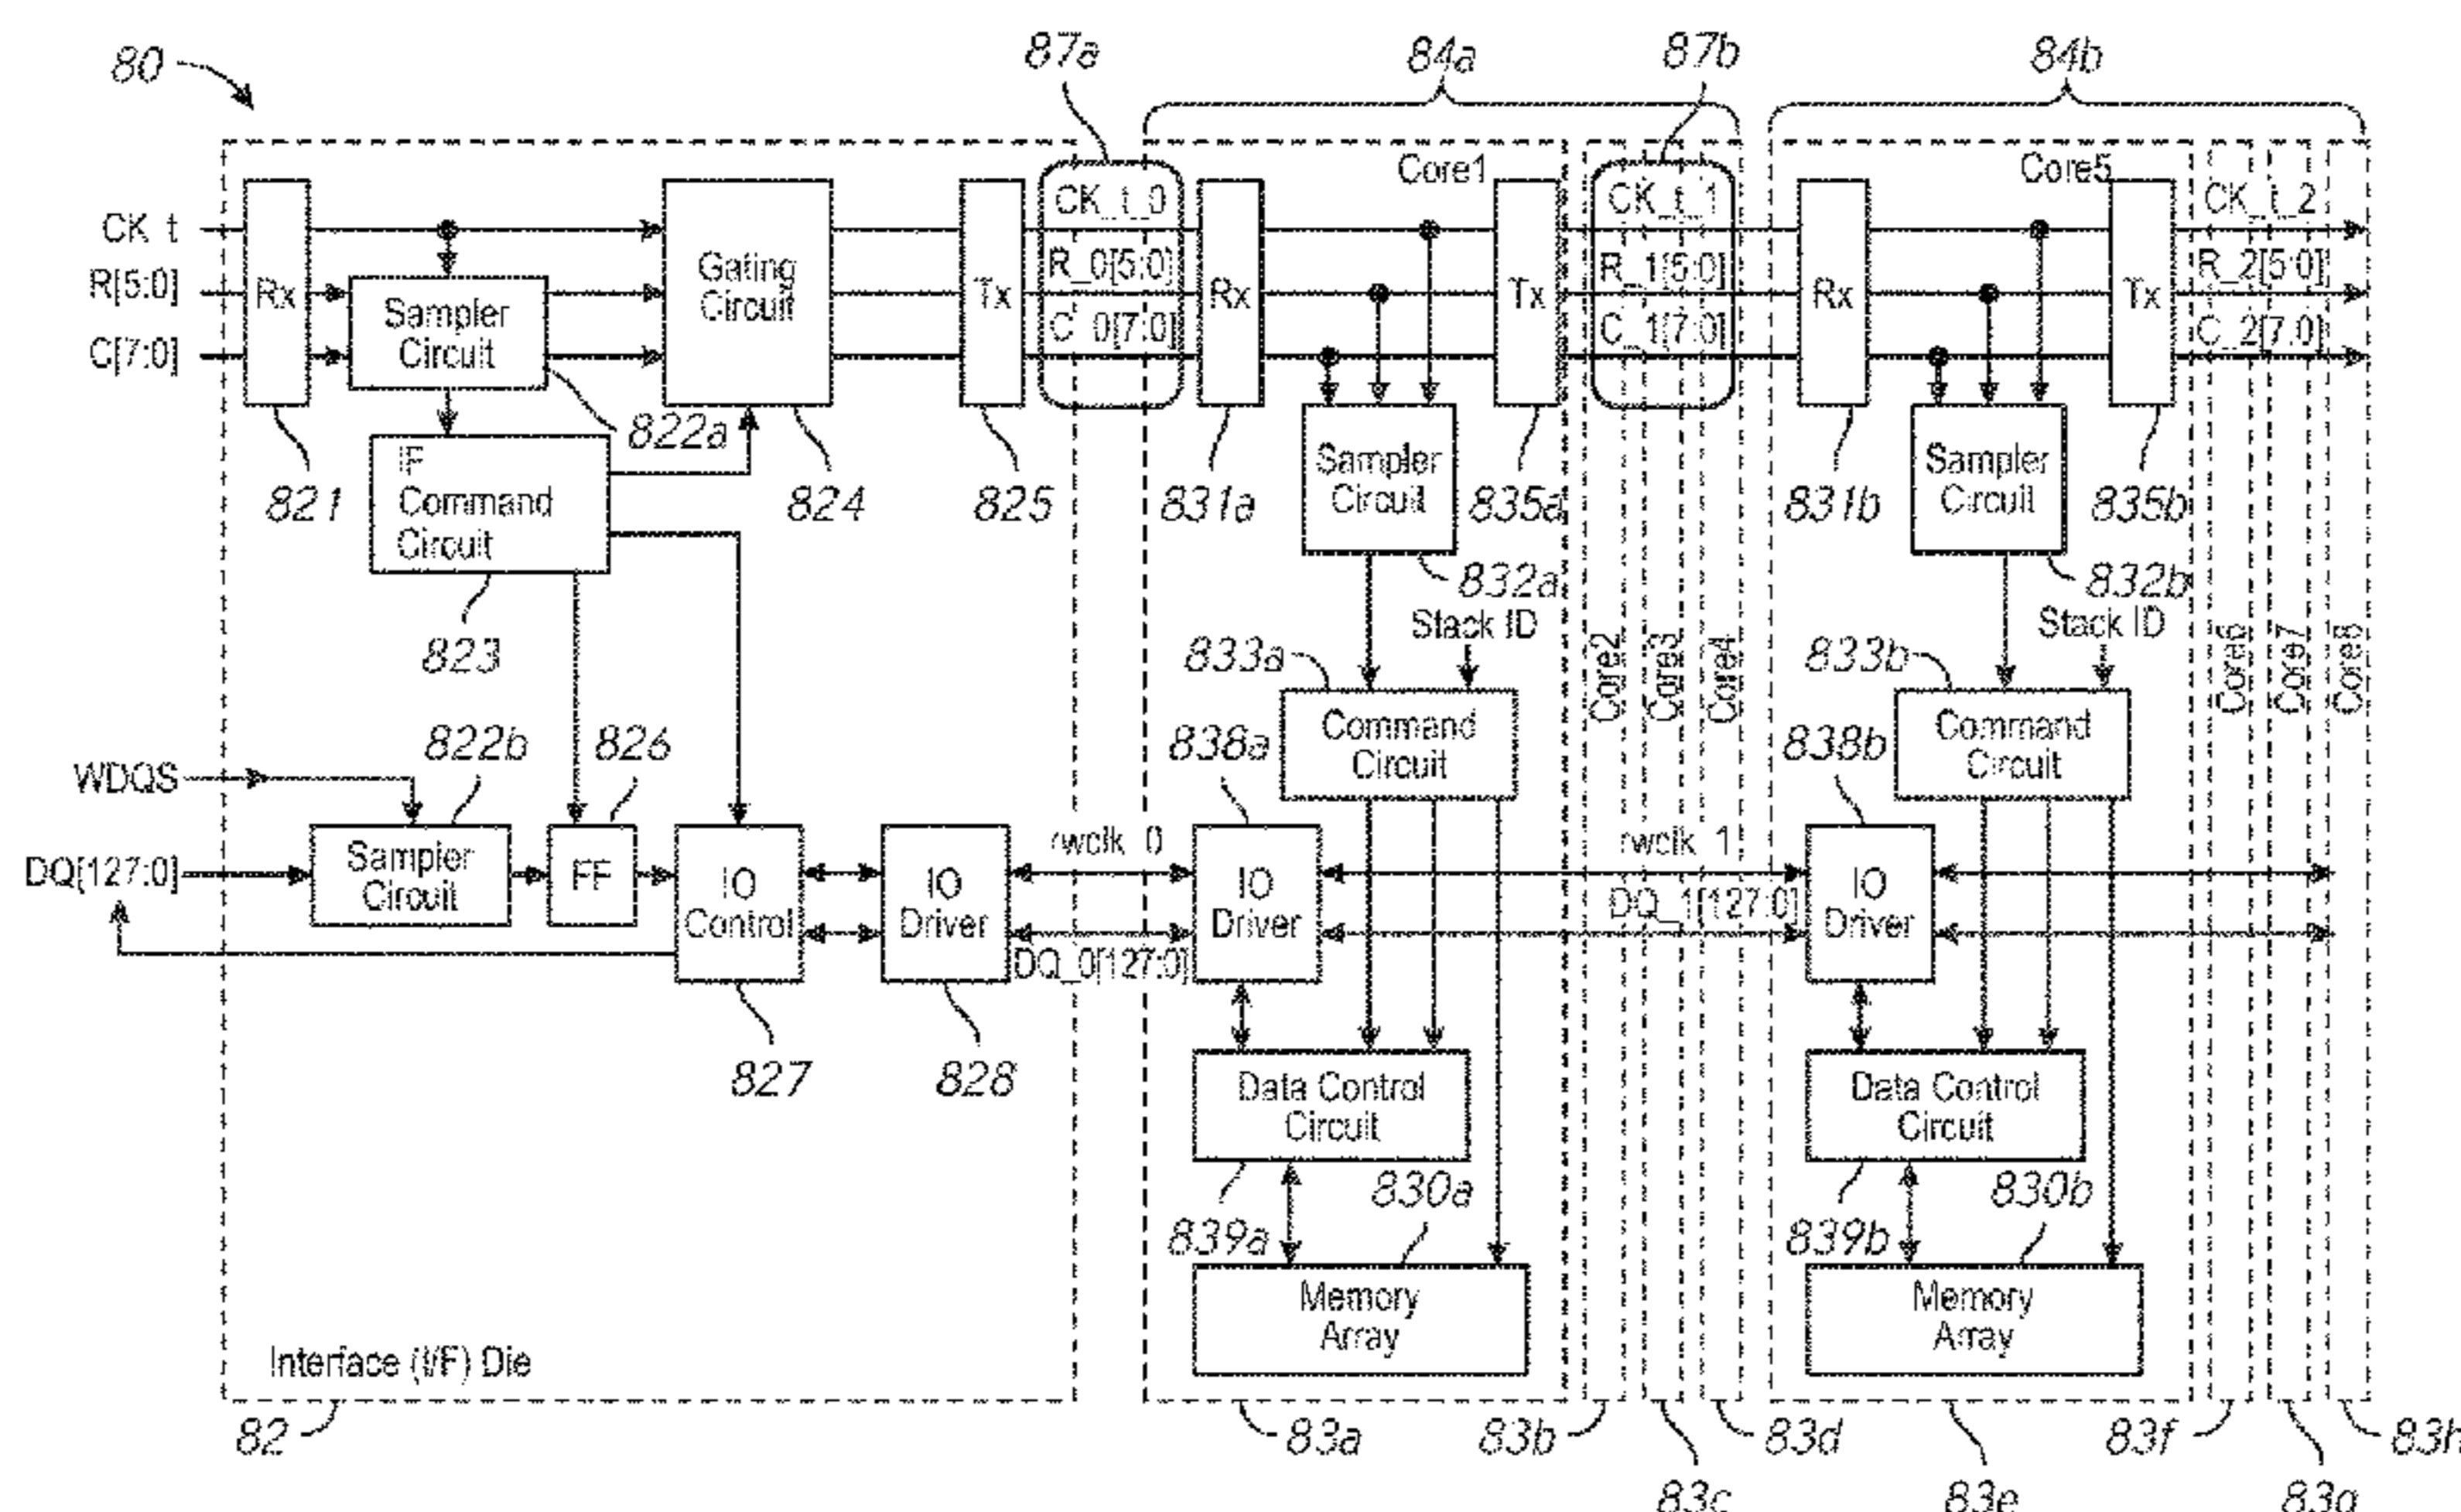 80
87a
84a
87b
84b
Core1
Core5
CK_t
R[5:0]
C[7:0]
Rx
Sampler
Circuit
Gating
Circuit
Tx
CK_t_0
R_0[5:0]
C_0[7:0]
Rx
Tx
CK_t_1
R_1[5:0]
C_1[7:0]
Rx
Tx
CK_t_2
R_2[5:0]
C_2[7:0]
822a
IF
Command
Circuit
Sampler
Circuit
Sampler
Circuit
821
824
825
831a
835a
831b
835b
832a
832b
Stack ID
Stack ID
823
833a
833b
Core2
Core3
Core4
Core6
Core7
Core8
Command
Circuit
Command
Circuit
WDQS
822b
826
838a
838b
DQ[127:0]
Sampler
Circuit
FF
IO
Control
IO
Driver
rwclk_0
DQ_0[127:0]
IO
Driver
rwclk_1
DQ_1[127:0]
IO
Driver
827
828
Data Control
Circuit
Data Control
Circuit
839a
830a
839b
830b
Memory
Array
Memory
Array
Interface (I/F) Die
82
83a
83b
83c
83d
83e
83f
83g
83h